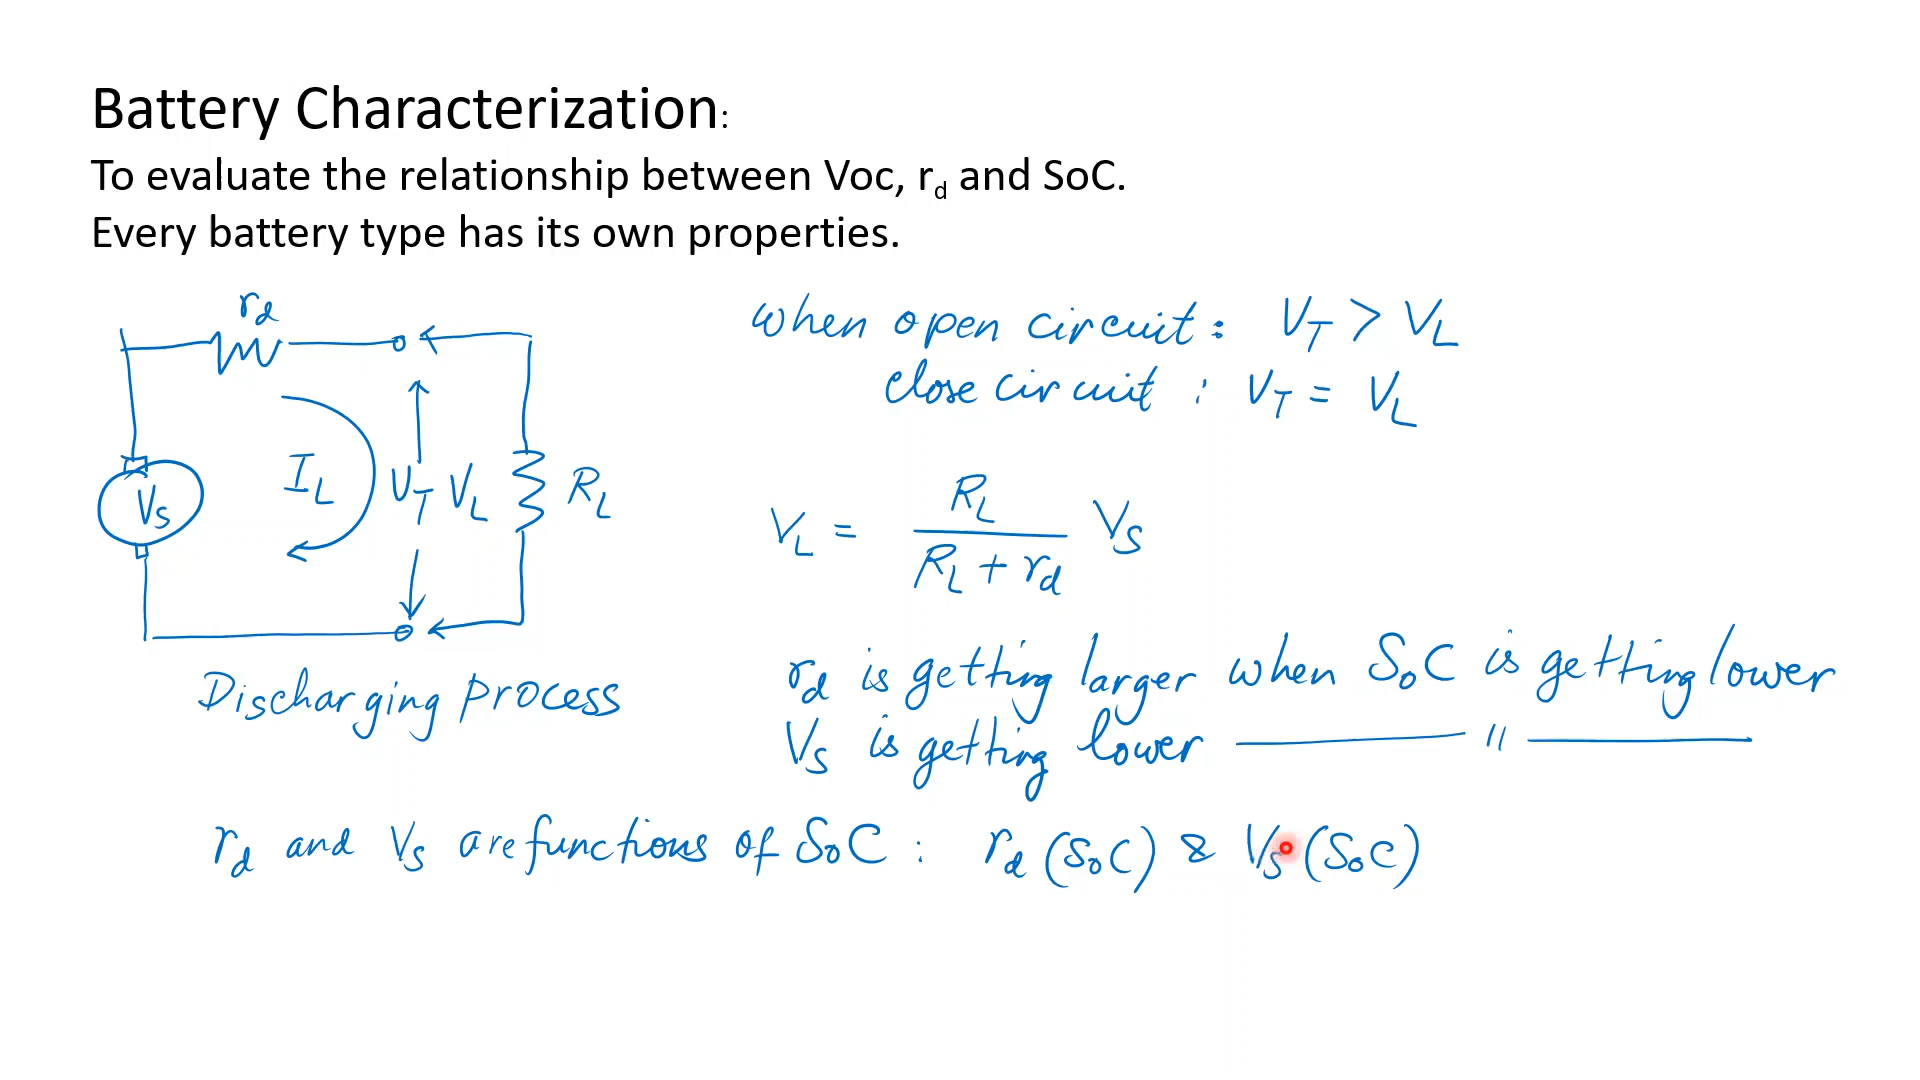 Battery Characterization:
To evaluate the relationship between Voc, rd and SoC.
Every battery type has its own properties.
rd
IL
Vs
VT VL
RL
Discharging process
when open circuit: VT > VL
close circuit: VT = VL
VL = RL / (RL + rd) Vs
rd is getting larger when SoC is getting lower
Vs is getting lower —— " ——
rd and Vs are functions of SoC: rd (SoC) & Vs (SoC)